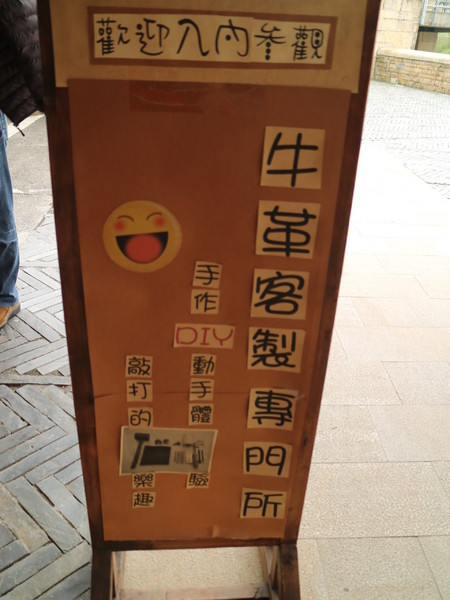 歡迎入內參觀
牛革客製專門所
手作
DIY
動手體驗
敲打的樂趣